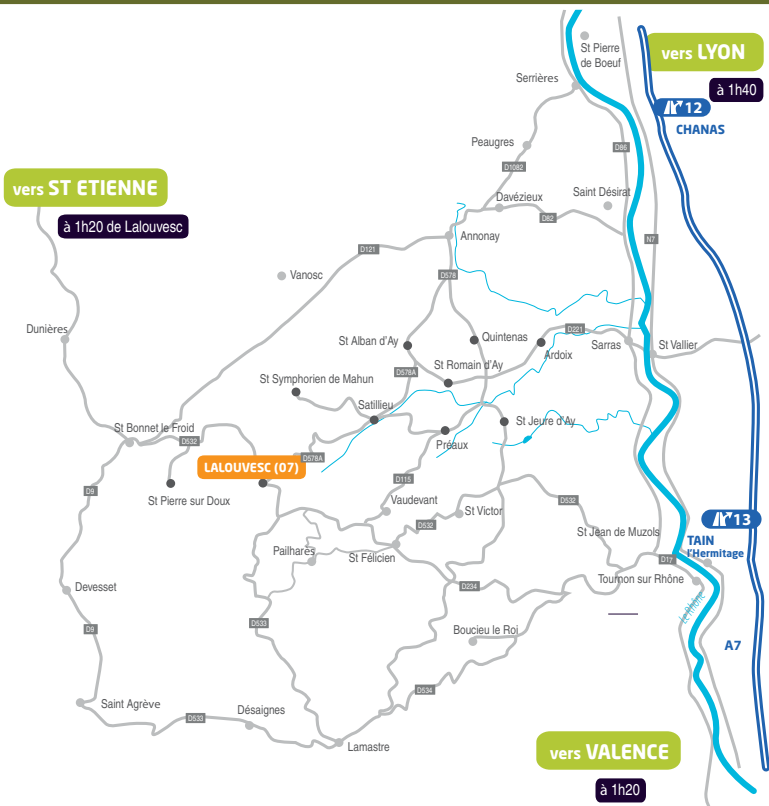 St Pierre
de Boeuf
vers LYON
à 1h40
Serrières
12
CHANAS
Peaugres
D86
D1082
vers ST ETIENNE
à 1h20 de Lalouvesc
Davézieux
Saint Désirat
D82
Annonay
N7
D121
D578
Vanosc
Dunières
St Alban d'Ay
Quintenas
D221
Ardoix
Sarras
St Vallier
St Romain d'Ay
D578A
St Symphorien de Mahun
Satillieu
St Jeure d'Ay
St Bonnet le Froid
D532
Préaux
D578A
LALOUVESC (07)
D115
D9
St Pierre sur Doux
Vaudevant
St Victor
D532
D532
13
St Jean de Muzols
TAIN
l'Hermitage
Pailharès
St Félicien
D17
Tournon sur Rhône
Devesset
D234
Le Rhône
D533
D9
Boucieu le Roi
A7
D534
Saint Agrève
D533
Désaignes
Lamastre
vers VALENCE
à 1h20